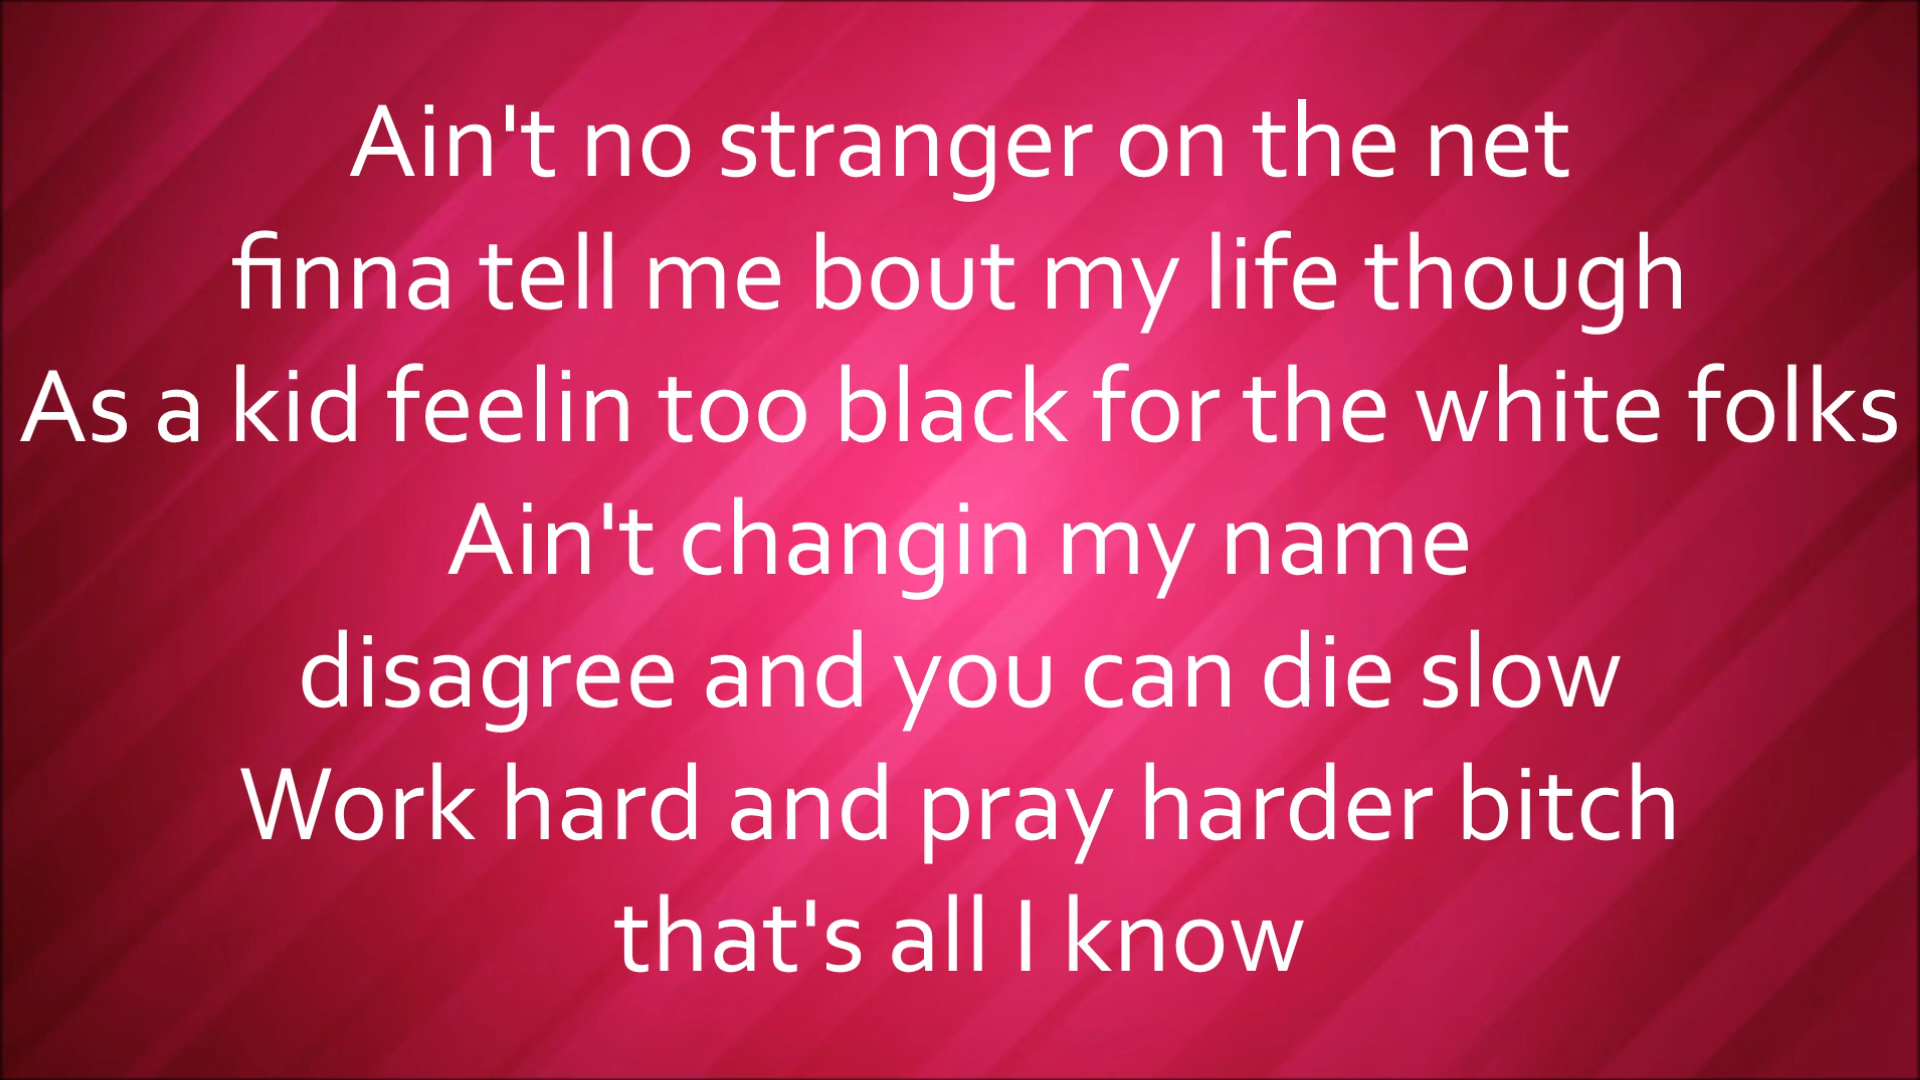 Ain't no stranger on the net
finna tell me bout my life though
As a kid feelin too black for the white folks
Ain't changin my name
disagree and you can die slow
Work hard and pray harder bitch
that's all I know